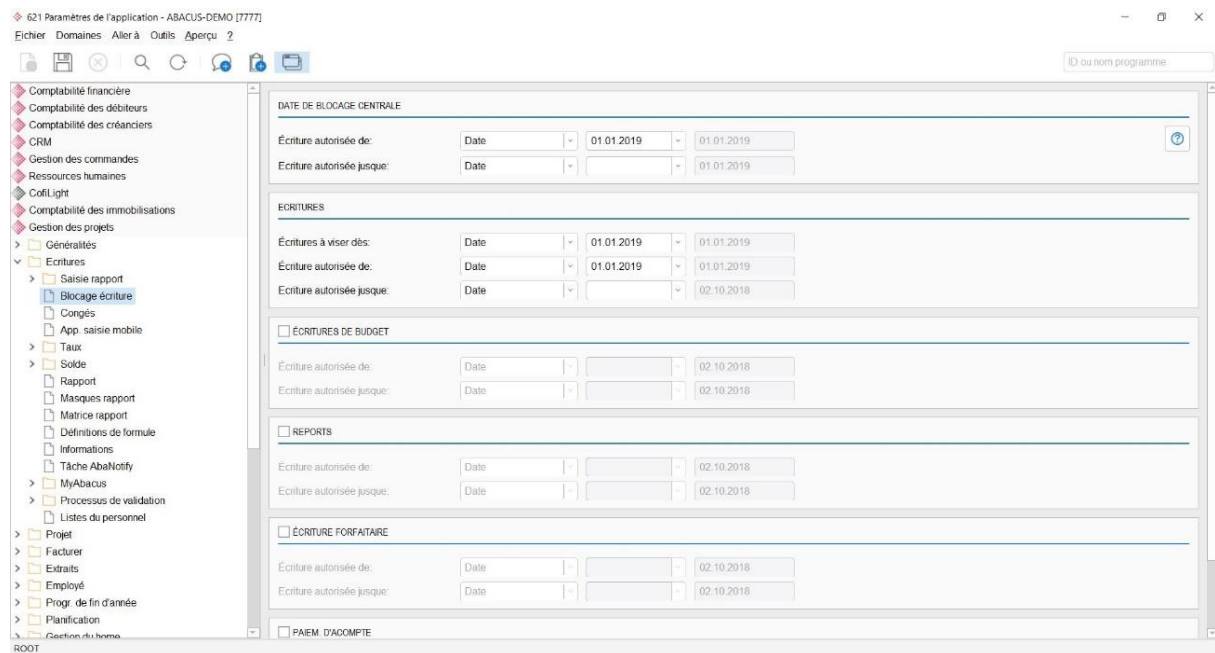 621 Paramètres de l'application - ABACUS-DEMO [7777]
Fichier Domaines Aller à Outils Aperçu ?
ID ou nom programme
Comptabilité financière
Comptabilité des débiteurs
Comptabilité des créanciers
CRM
Gestion des commandes
Ressources humaines
CofiLight
Comptabilité des immobilisations
Gestion des projets
Généralités
Ecritures
Saisie rapport
Blocage écriture
Congés
App. saisie mobile
Taux
Solde
Rapport
Masques rapport
Matrice rapport
Définitions de formule
Informations
Tâche AbaNotify
MyAbacus
Processus de validation
Listes du personnel
Projet
Facturer
Extraits
Employé
Progr. de fin d'année
Planification
Gestion du home
DATE DE BLOCAGE CENTRALE
Écriture autorisée de: Date 01.01.2019 01.01.2019
Ecriture autorisée jusque: Date 01.01.2019
ECRITURES
Écritures à viser dès: Date 01.01.2019 01.01.2019
Écriture autorisée de: Date 01.01.2019 01.01.2019
Ecriture autorisée jusque: Date 02.10.2018
ÉCRITURES DE BUDGET
Écriture autorisée de: Date 02.10.2018
Ecriture autorisée jusque: Date 02.10.2018
REPORTS
Écriture autorisée de: Date 02.10.2018
Ecriture autorisée jusque: Date 02.10.2018
ÉCRITURE FORFAITAIRE
Écriture autorisée de: Date 02.10.2018
Ecriture autorisée jusque: Date 02.10.2018
PAIEM. D'ACOMPTE
ROOT